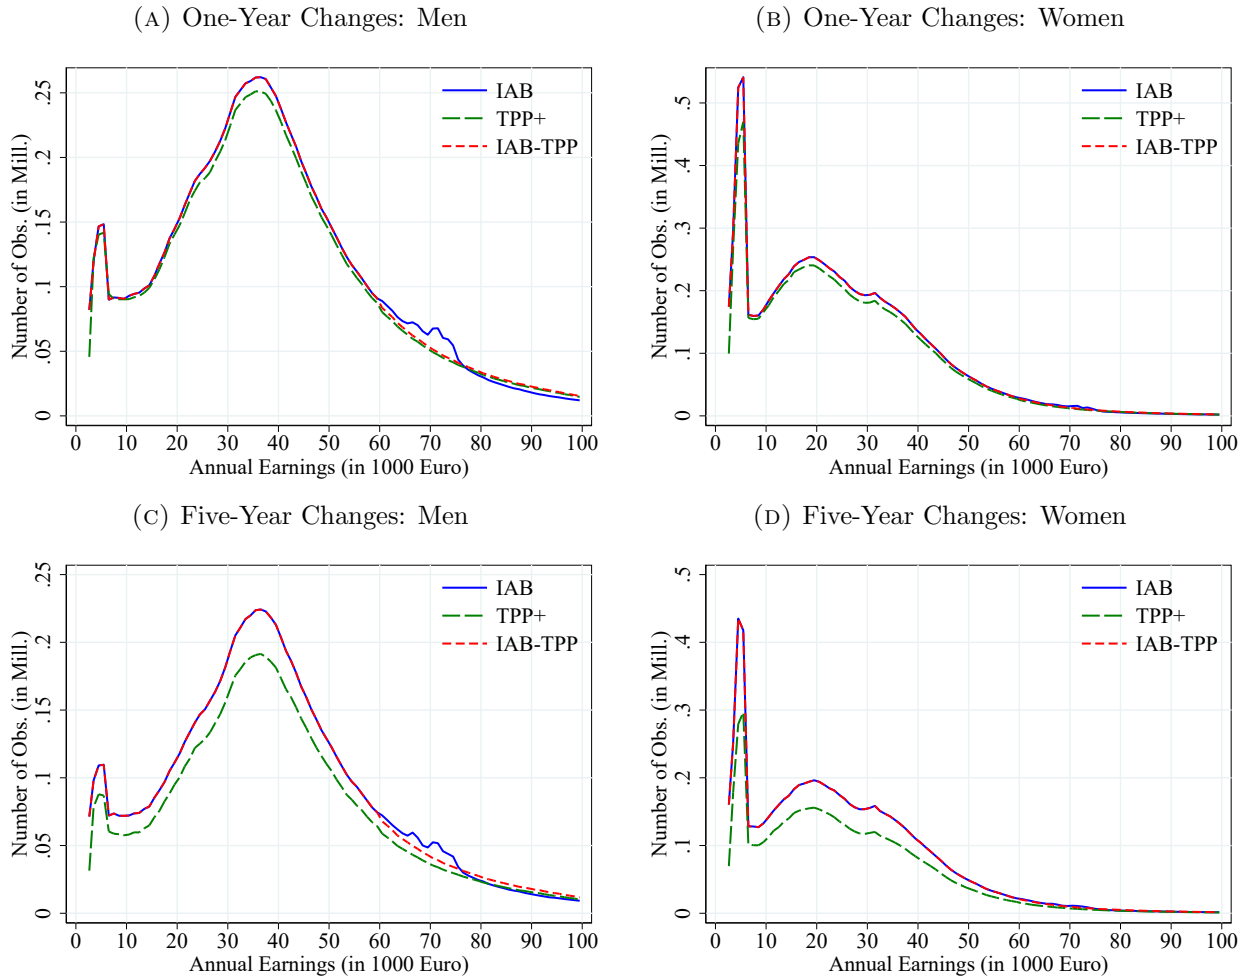 (A) One-Year Changes: Men
Number of Obs. (in Mill.)
0 .05 .1 .15 .2 .25
IAB
TPP+
IAB-TPP
0 10 20 30 40 50 60 70 80 90 100
Annual Earnings (in 1000 Euro)
(B) One-Year Changes: Women
Number of Obs. (in Mill.)
0 .1 .2 .3 .4 .5
IAB
TPP+
IAB-TPP
0 10 20 30 40 50 60 70 80 90 100
Annual Earnings (in 1000 Euro)
(C) Five-Year Changes: Men
Number of Obs. (in Mill.)
0 .05 .1 .15 .2 .25
IAB
TPP+
IAB-TPP
0 10 20 30 40 50 60 70 80 90 100
Annual Earnings (in 1000 Euro)
(D) Five-Year Changes: Women
Number of Obs. (in Mill.)
0 .1 .2 .3 .4 .5
IAB
TPP+
IAB-TPP
0 10 20 30 40 50 60 70 80 90 100
Annual Earnings (in 1000 Euro)